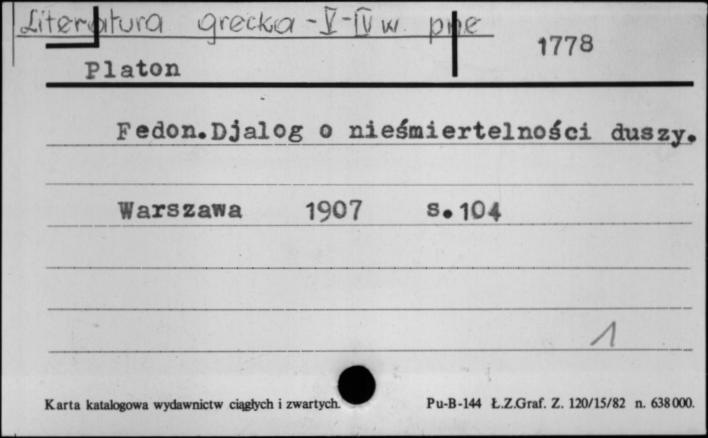 Literatura grecka - V-IV w. pne
1778
Platon
Fedon.Djalog o nieśmiertelności duszy.
Warszawa 1907 s.104
1
Karta katalogowa wydawnictw ciągłych i zwartych. Pu-B-144 Ł.Z.Graf. Z. 120/15/82 n. 638000.